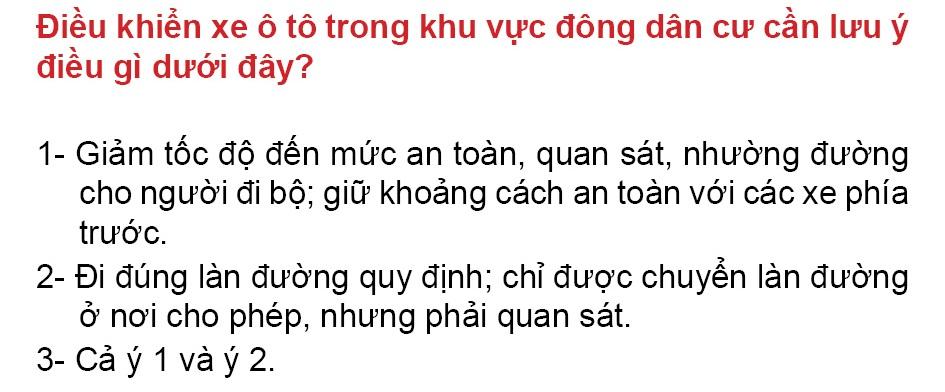 Điều khiển xe ô tô trong khu vực đông dân cư cần lưu ý
điều gì dưới đây?
1- Giảm tốc độ đến mức an toàn, quan sát, nhường đường
cho người đi bộ; giữ khoảng cách an toàn với các xe phía
trước.
2- Đi đúng làn đường quy định; chỉ được chuyển làn đường
ở nơi cho phép, nhưng phải quan sát.
3- Cả ý 1 và ý 2.